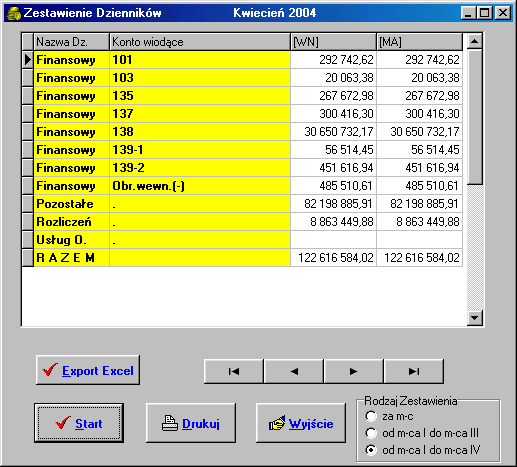 Zestawienie Dzienników Kwiecień 2004
Nazwa Dz. Konto wiodące [WN] [MA]
Finansowy 101 292 742,62 292 742,62
Finansowy 103 20 063,38 20 063,38
Finansowy 135 267 672,98 267 672,98
Finansowy 137 300 416,30 300 416,30
Finansowy 138 30 650 732,17 30 650 732,17
Finansowy 139-1 56 514,45 56 514,45
Finansowy 139-2 451 616,94 451 616,94
Finansowy Obr.wewn.(-) 485 510,61 485 510,61
Pozostałe . 82 198 885,91 82 198 885,91
Rozliczeń . 8 863 449,88 8 863 449,88
Usług O. .
R A Z E M 122 616 584,02 122 616 584,02
Export Excel
Start Drukuj Wyjście
Rodzaj Zestawienia
za m-c
od m-ca I do m-ca III
od m-ca I do m-ca IV